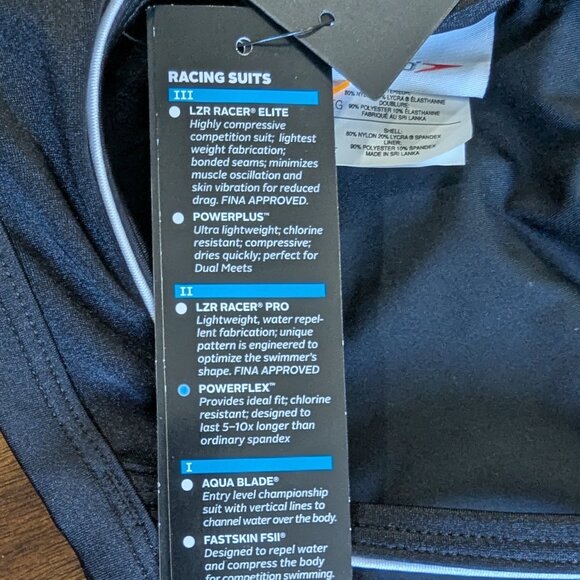 RACING SUITS
III
LZR RACER® ELITE
Highly compressive
competition suit; lightest
weight fabrication;
bonded seams; minimizes
muscle oscillation and
skin vibration for reduced
drag. FINA APPROVED.
POWERPLUS™
Ultra lightweight; chlorine
resistant; compressive;
dries quickly; perfect for
Dual Meets
II
LZR RACER® PRO
Lightweight, water repel-
lent fabrication; unique
pattern is engineered to
optimize the swimmer's
shape. FINA APPROVED
POWERFLEX™
Provides ideal fit; chlorine
resistant; designed to
last 5-10x longer than
ordinary spandex
I
AQUA BLADE®
Entry level championship
suit with vertical lines to
channel water over the body.
FASTSKIN FSII®
Designed to repel water
and compress the body
for competition swimming.
G
20% LYCRA® ÉLASTHANNE
DOUBLURE:
90% POLYESTER 10% ÉLASTHANNE
FABRIQUÉ AU SRI LANKA
SHELL:
80% NYLON 20% LYCRA® SPANDEX
LINER:
90% POLYESTER 10% SPANDEX
MADE IN SRI LANKA